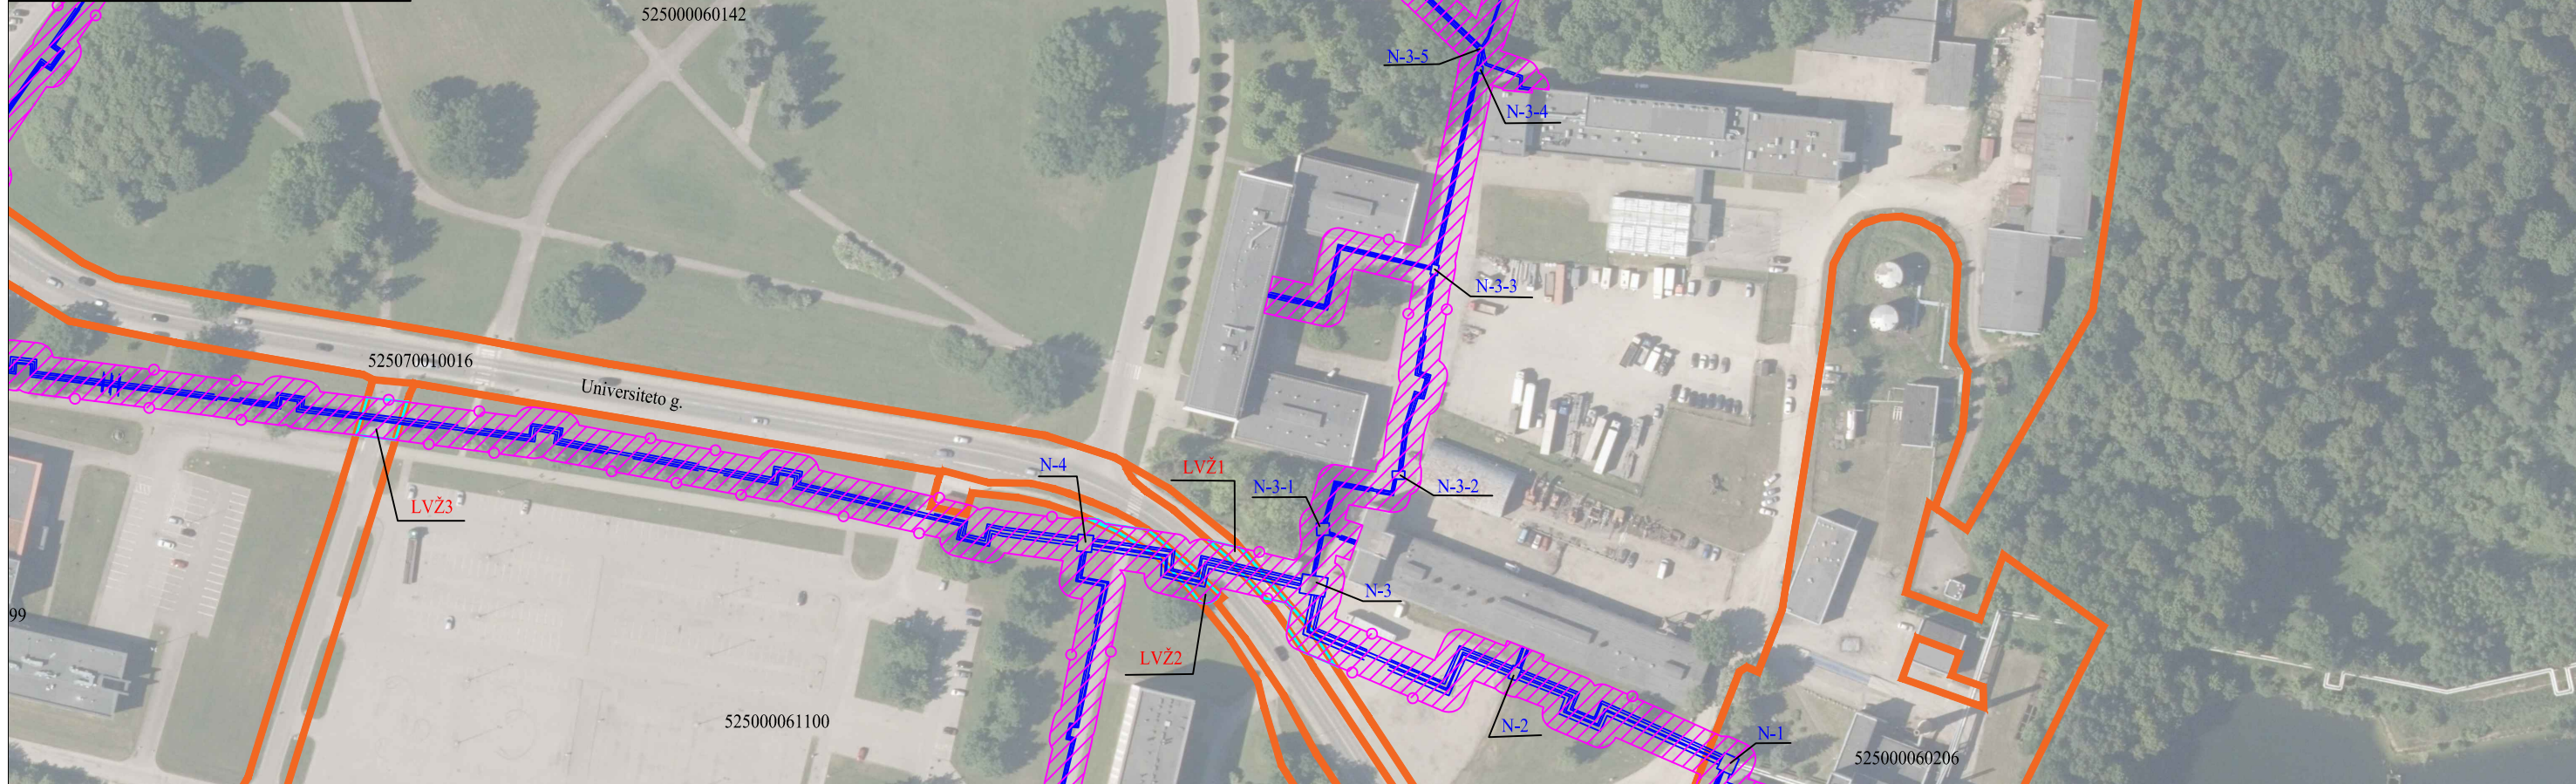 525000060142
N-3-5
N-3-4
N-3-3
525070010016
Universiteto g.
N-4
LVŽ1
N-3-1
N-3-2
LVŽ3
N-3
99
LVŽ2
525000061100
N-2
N-1
525000060206